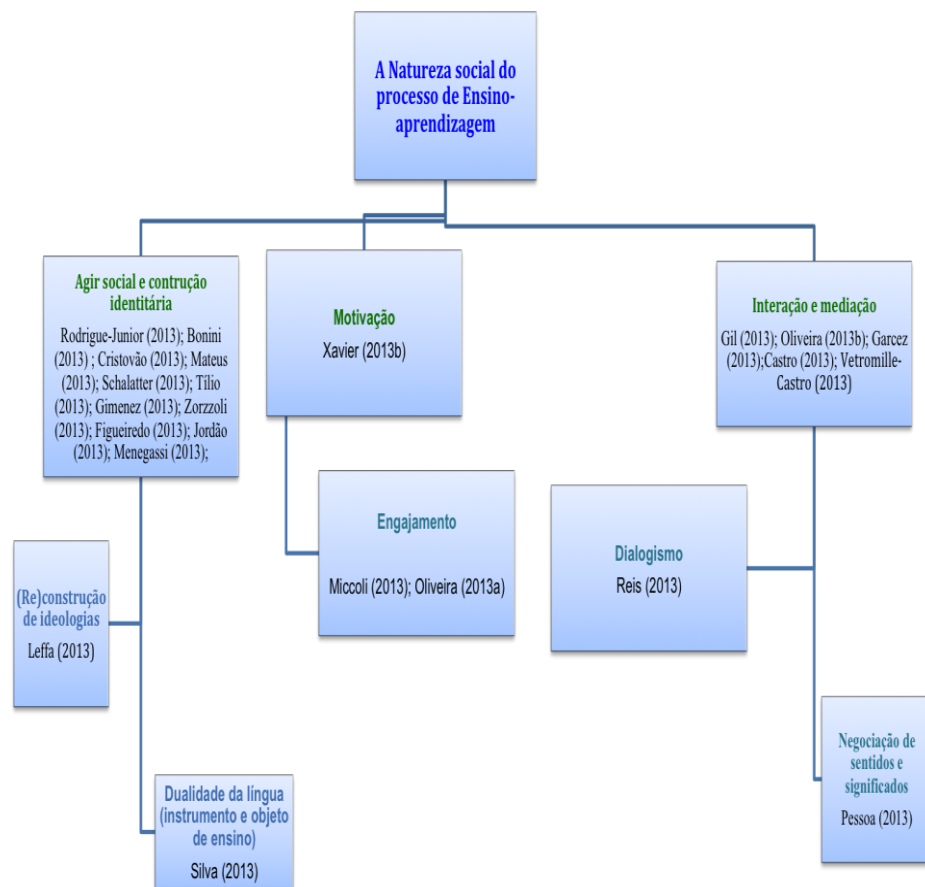 A Natureza social do
processo de Ensino-
aprendizagem
Agir social e contrução
identitária
Rodrigue-Junior (2013); Bonini
(2013) ; Cristovão (2013); Mateus
(2013); Schalatter (2013); Tílio
(2013); Gimenez (2013); Zorzzoli
(2013); Figueiredo (2013); Jordão
(2013); Menegassi (2013);
Motivação
Xavier (2013b)
Interação e mediação
Gil (2013); Oliveira (2013b); Garcez
(2013);Castro (2013); Vetromille-
Castro (2013)
Engajamento
Miccoli (2013); Oliveira (2013a)
Dialogismo
Reis (2013)
(Re)construção
de ideologias
Leffa (2013)
Negociação de
sentidos e
significados
Pessoa (2013)
Dualidade da língua
(instrumento e objeto
de ensino)
Silva (2013)